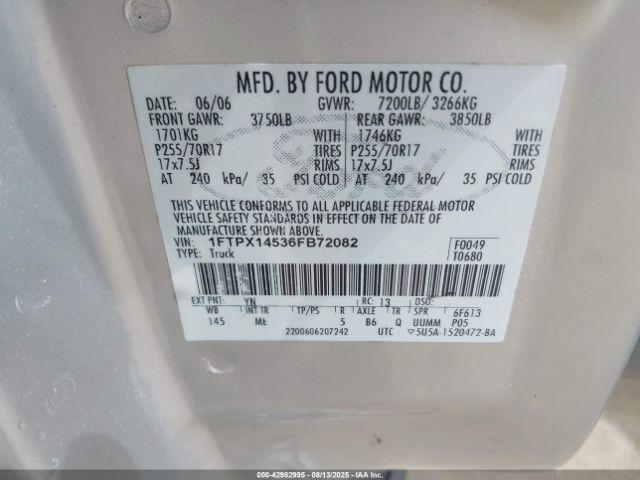 MFD. BY FORD MOTOR CO.
DATE: 06/06 GVWR: 7200LB/ 3266KG
FRONT GAWR: 3750LB REAR GAWR: 3850LB
1701KG WITH 1746KG WITH
P255/70R17 TIRES P255/70R17 TIRES
17x7.5J RIMS 17x7.5J RIMS
AT 240 kPa/ 35 PSI COLD AT 240 kPa/ 35 PSI COLD
THIS VEHICLE CONFORMS TO ALL APPLICABLE FEDERAL MOTOR
VEHICLE SAFETY STANDARDS IN EFFECT ON THE DATE OF
MANUFACTURE SHOWN ABOVE.
VIN: 1FTPX14536FB72082 F0049
TYPE: Truck T0680
EXT PNT: YN RC: 13 DSO:
WB INT TR TP/PS R AXLE TR SPR 6F613
145 ME 5 B6 Q UUMM P05
2200606207242 UTC ▽5U5A-1520472-BA
000-42982995 - 08/13/2025 - IAAI.COM